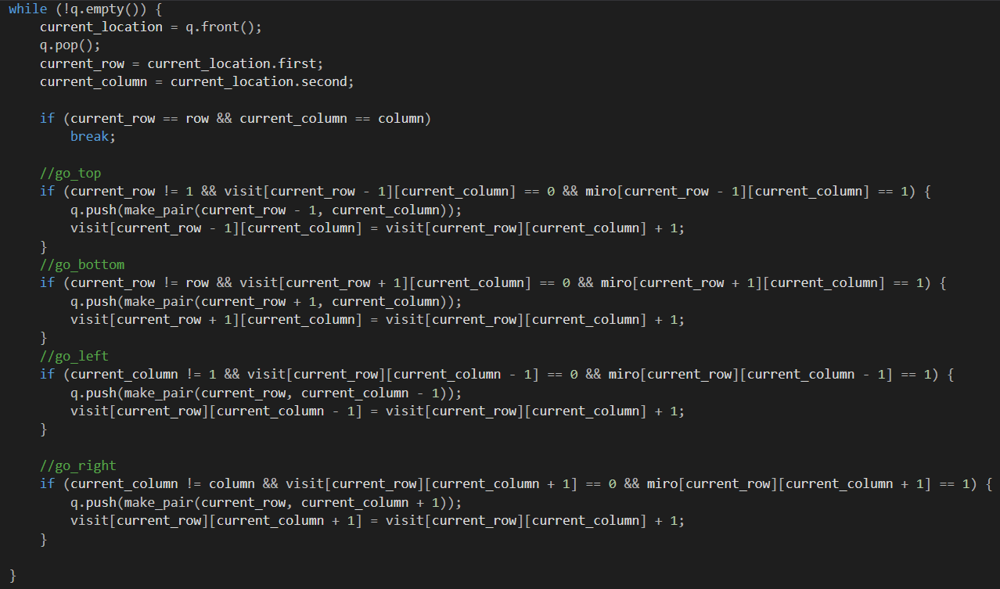 while (!q.empty()) {
    current_location = q.front();
    q.pop();
    current_row = current_location.first;
    current_column = current_location.second;

    if (current_row == row && current_column == column)
        break;

    //go_top
    if (current_row != 1 && visit[current_row - 1][current_column] == 0 && miro[current_row - 1][current_column] == 1) {
        q.push(make_pair(current_row - 1, current_column));
        visit[current_row - 1][current_column] = visit[current_row][current_column] + 1;
    }
    //go_bottom
    if (current_row != row && visit[current_row + 1][current_column] == 0 && miro[current_row + 1][current_column] == 1) {
        q.push(make_pair(current_row + 1, current_column));
        visit[current_row + 1][current_column] = visit[current_row][current_column] + 1;
    }
    //go_left
    if (current_column != 1 && visit[current_row][current_column - 1] == 0 && miro[current_row][current_column - 1] == 1) {
        q.push(make_pair(current_row, current_column - 1));
        visit[current_row][current_column - 1] = visit[current_row][current_column] + 1;
    }

    //go_right
    if (current_column != column && visit[current_row][current_column + 1] == 0 && miro[current_row][current_column + 1] == 1) {
        q.push(make_pair(current_row, current_column + 1));
        visit[current_row][current_column + 1] = visit[current_row][current_column] + 1;
    }

}